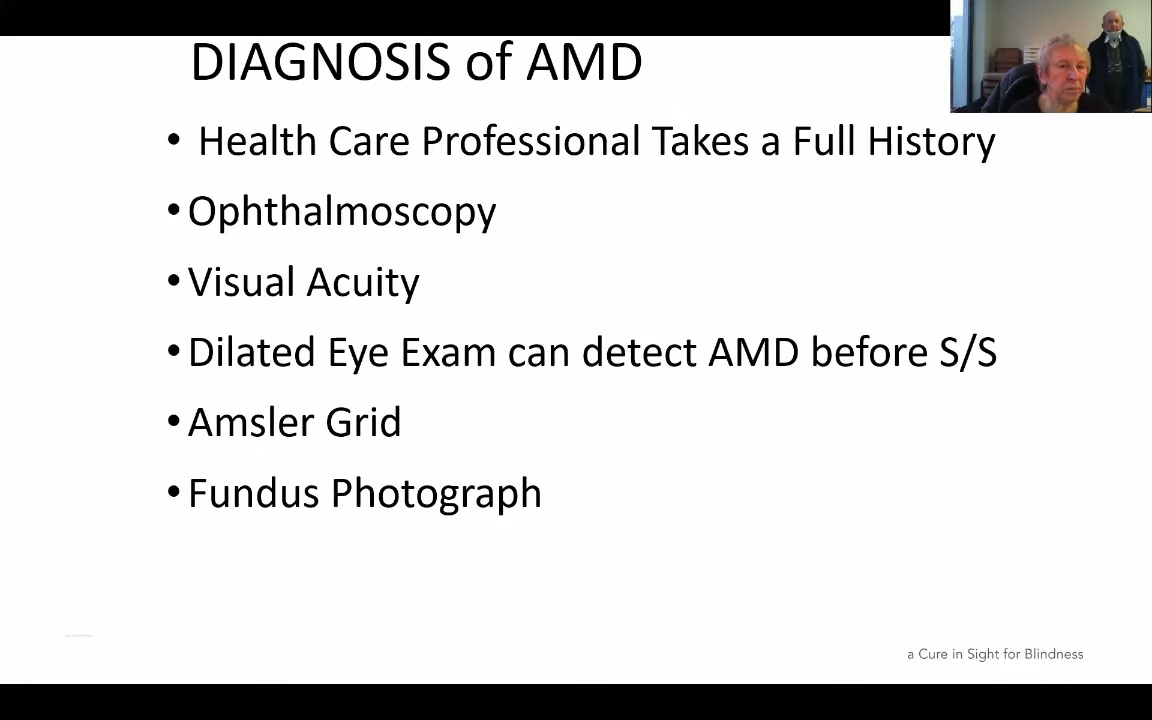 DIAGNOSIS of AMD
• Health Care Professional Takes a Full History
• Ophthalmoscopy
• Visual Acuity
• Dilated Eye Exam can detect AMD before S/S
• Amsler Grid
• Fundus Photograph
a Cure in Sight for Blindness